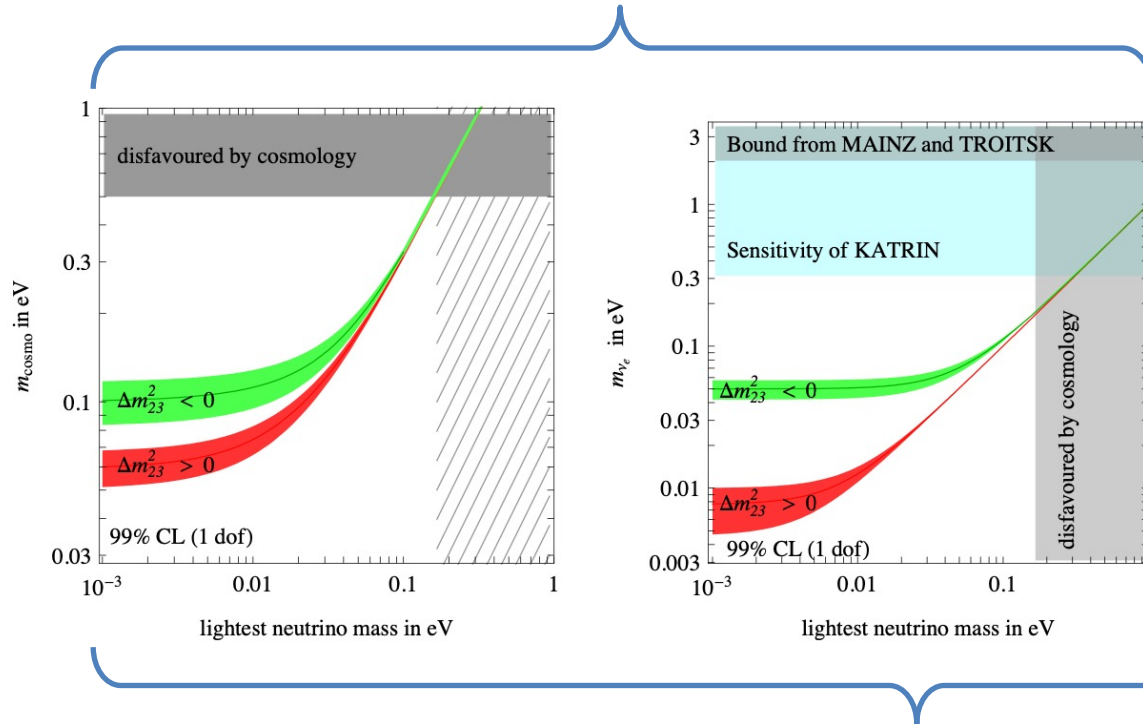 1
disfavoured by cosmology
0.3
m_cosmo in eV
0.1
Δm²₂₃ < 0
Δm²₂₃ > 0
99% CL (1 dof)
0.03
10⁻³ 0.01 0.1 1
lightest neutrino mass in eV
3
Bound from MAINZ and TROITSK
1
Sensitivity of KATRIN
0.3
m_νₑ in eV
0.1
disfavoured by cosmology
Δm²₂₃ < 0
0.03
0.01
Δm²₂₃ > 0
99% CL (1 dof)
0.003
10⁻³ 0.01 0.1
lightest neutrino mass in eV